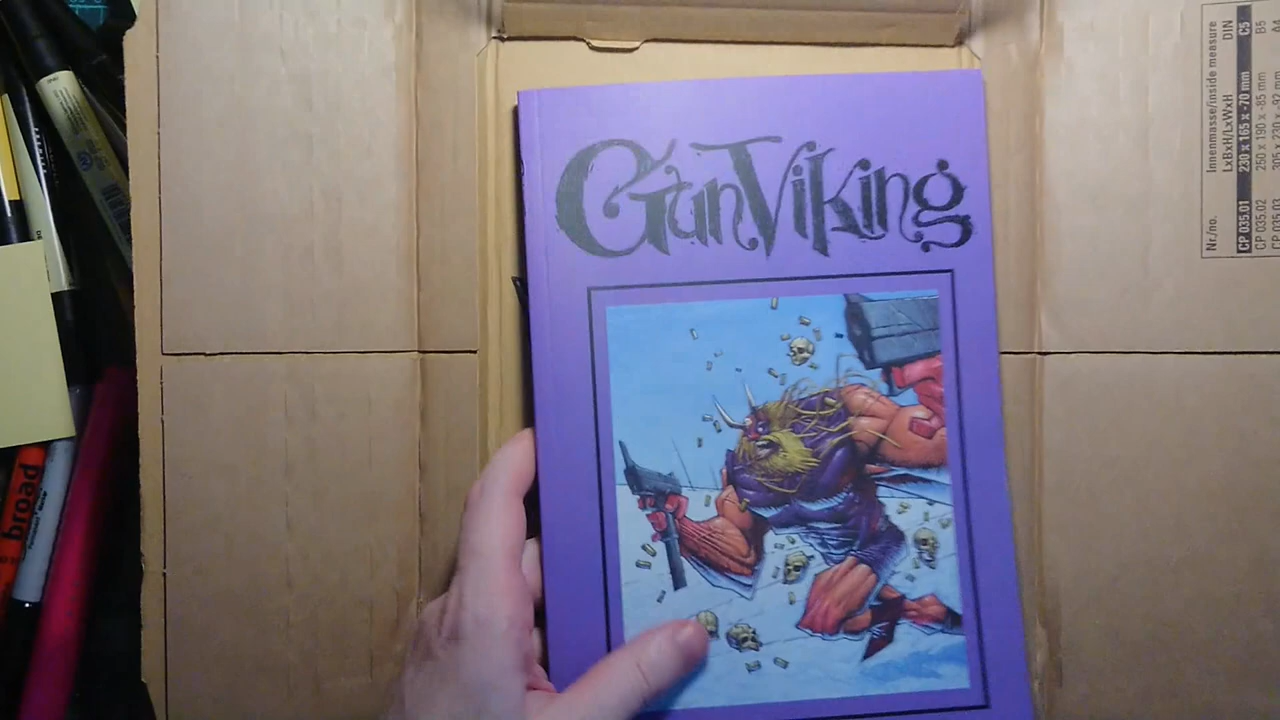 GunViking
broad
Innenmasse/inside measure
Nr./no. LxBxH/LxWxH DIN
CP 035.01 230 x 165 x -70 mm C5
CP 035.02 250 x 190 x -85 mm B5